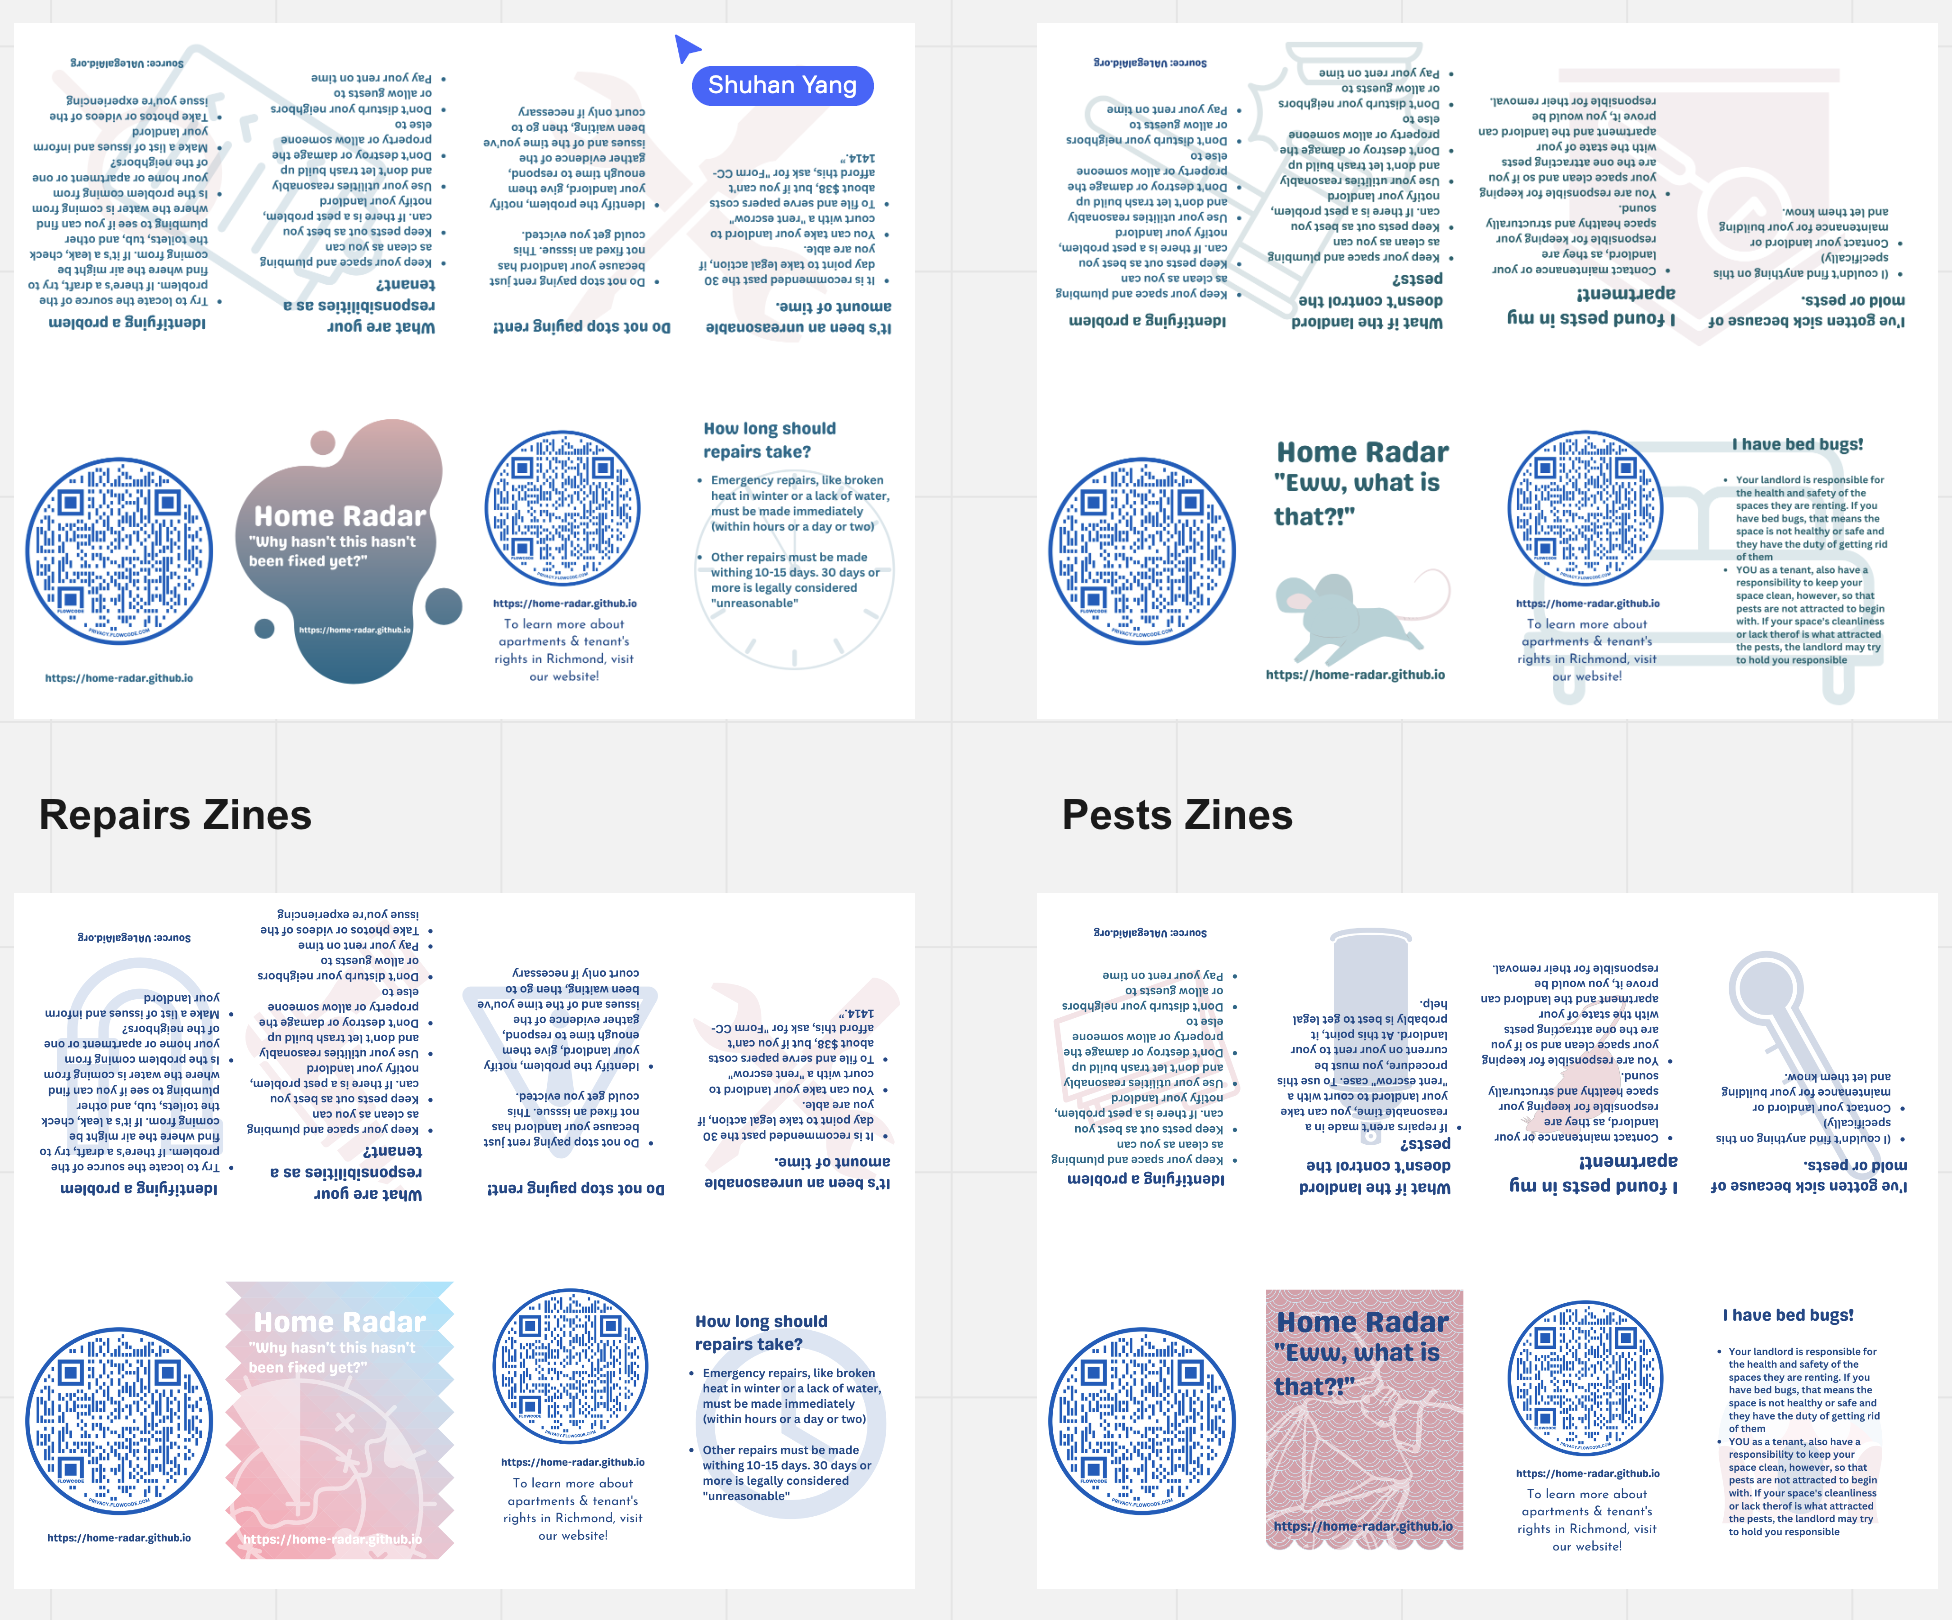 Shuhan Yang
Identifying a problem
Try to locate the source of the
problem. If there's a draft, try to
find where the air might be
coming from. If it's a leak, check
the toilets, tub, and other
plumbing to see if you can find
where the water is coming from
Is the problem coming from
your home or apartment or one
of the neighbors?
Make a list of issues and inform
your landlord
Take photos or videos of the
issue you're experiencing
Source: VALegalAid.org
What are your
responsibilities as a
tenant?
Keep your space and plumbing
as clean as you can
Keep pests out as best you
can. If there is a pest problem,
notify your landlord
Use your utilities reasonably
and don't let trash build up
Don't destroy or damage the
property or allow someone
else to
Don't disturb your neighbors
or allow guests to
Pay your rent on time
Do not stop paying rent!
Do not stop paying rent just
because your landlord has
not fixed an isssue. This
could get you evicted.
Identify the problem, notify
your landlord, give them
enough time to respond,
gather evidence of the
issues and of the time you've
been waiting, then go to
court only if necessary
It's been an unreasonable
amount of time.
It is recommended past the 30
day point to take legal action, if
you are able.
You can take your landlord to
court with a "rent escrow"
To file and serve papers costs
about $38, but if you can't
afford this, ask for "Form CC-
1414."
FLOWCODE
PRIVACY.FLOWCODE.COM
https://home-radar.github.io
Home Radar
"Why hasn't this hasn't
been fixed yet?"
https://home-radar.github.io
FLOWCODE
PRIVACY.FLOWCODE.COM
https://home-radar.github.io
To learn more about
apartments & tenant's
rights in Richmond, visit
our website!
How long should
repairs take?
Emergency repairs, like broken
heat in winter or a lack of water,
must be made immediately
(within hours or a day or two)
Other repairs must be made
withing 10-15 days. 30 days or
more is legally considered
"unreasonable"
Identifying a problem
Keep your space and plumbing
as clean as you can
Keep pests out as best you
can. If there is a pest problem,
notify your landlord
Use your utilities reasonably
and don't let trash build up
Don't destroy or damage the
property or allow someone
else to
Don't disturb your neighbors
or allow guests to
Pay your rent on time
Source: VALegalAid.org
What if the landlord
doesn't control the
pests?
Keep your space and plumbing
as clean as you can
Keep pests out as best you
can. If there is a pest problem,
notify your landlord
Use your utilities reasonably
and don't let trash build up
Don't destroy or damage the
property or allow someone
else to
Don't disturb your neighbors
or allow guests to
Pay your rent on time
I found pests in my
apartment!
Contact maintenance or your
landlord, as they are
responsible for keeping your
space healthy and structurally
sound.
You are responsible for keeping
your space clean and so if you
are the one attracting pests
with the state of your
apartment and the landlord can
prove it, you would be
responsible for their removal.
I've gotten sick because of
mold or pests.
(I couldn't find anything on this
specifically)
Contact your landlord or
maintenance for your building
and let them know.
Home Radar
"Eww, what is
that?!"
https://home-radar.github.io
FLOWCODE
PRIVACY.FLOWCODE.COM
FLOWCODE
PRIVACY.FLOWCODE.COM
https://home-radar.github.io
To learn more about
apartments & tenant's
rights in Richmond, visit
our website!
I have bed bugs!
Your landlord is responsible for
the health and safety of the
spaces they are renting. If you
have bed bugs, that means the
space is not healthy or safe and
they have the duty of getting rid
of them
YOU as a tenant, also have a
responsibility to keep your
space clean, however, so that
pests are not attracted to begin
with. If your space's cleanliness
or lack therof is what attracted
the pests, the landlord may try
to hold you responsible
Repairs Zines
Pests Zines
Identifying a problem
Try to locate the source of the
problem. If there's a draft, try to
find where the air might be
coming from. If it's a leak, check
the toilets, tub, and other
plumbing to see if you can find
where the water is coming from
Is the problem coming from
your home or apartment or one
of the neighbors?
Make a list of issues and inform
your landlord
Source: VALegalAid.org
What are your
responsibilities as a
tenant?
Keep your space and plumbing
as clean as you can
Keep pests out as best you
can. If there is a pest problem,
notify your landlord
Use your utilities reasonably
and don't let trash build up
Don't destroy or damage the
property or allow someone
else to
Don't disturb your neighbors
or allow guests to
Pay your rent on time
Take photos or videos of the
issue you're experiencing
Do not stop paying rent!
Do not stop paying rent just
because your landlord has
not fixed an isssue. This
could get you evicted.
Identify the problem, notify
your landlord, give them
enough time to respond,
gather evidence of the
issues and of the time you've
been waiting, then go to
court only if necessary
It's been an unreasonable
amount of time.
It is recommended past the 30
day point to take legal action, if
you are able.
You can take your landlord to
court with a "rent escrow"
To file and serve papers costs
about $38, but if you can't
afford this, ask for "Form CC-
1414."
FLOWCODE
PRIVACY.FLOWCODE.COM
https://home-radar.github.io
Home Radar
"Why hasn't this hasn't
been fixed yet?"
https://home-radar.github.io
FLOWCODE
PRIVACY.FLOWCODE.COM
https://home-radar.github.io
To learn more about
apartments & tenant's
rights in Richmond, visit
our website!
How long should
repairs take?
Emergency repairs, like broken
heat in winter or a lack of water,
must be made immediately
(within hours or a day or two)
Other repairs must be made
withing 10-15 days. 30 days or
more is legally considered
"unreasonable"
Identifying a problem
Keep your space and plumbing
as clean as you can
Keep pests out as best you
can. If there is a pest problem,
notify your landlord
Use your utilities reasonably
and don't let trash build up
Don't destroy or damage the
property or allow someone
else to
Don't disturb your neighbors
or allow guests to
Pay your rent on time
Source: VALegalAid.org
What if the landlord
doesn't control the
pests?
If repairs aren't made in a
reasonable time, you can take
your landlord to court with a
"rent escrow" case. To use this
procedure, you must be
current on your rent to your
landlord. At this point, it
probably is best to get legal
help.
I found pests in my
apartment!
Contact maintenance or your
landlord, as they are
responsible for keeping your
space healthy and structurally
sound.
You are responsible for keeping
your space clean and so if you
are the one attracting pests
with the state of your
apartment and the landlord can
prove it, you would be
responsible for their removal.
I've gotten sick because of
mold or pests.
(I couldn't find anything on this
specifically)
Contact your landlord or
maintenance for your building
and let them know.
FLOWCODE
PRIVACY.FLOWCODE.COM
Home Radar
"Eww, what is
that?!"
https://home-radar.github.io
FLOWCODE
PRIVACY.FLOWCODE.COM
https://home-radar.github.io
To learn more about
apartments & tenant's
rights in Richmond, visit
our website!
I have bed bugs!
Your landlord is responsible for
the health and safety of the
spaces they are renting. If you
have bed bugs, that means the
space is not healthy or safe and
they have the duty of getting rid
of them
YOU as a tenant, also have a
responsibility to keep your
space clean, however, so that
pests are not attracted to begin
with. If your space's cleanliness
or lack therof is what attracted
the pests, the landlord may try
to hold you responsible